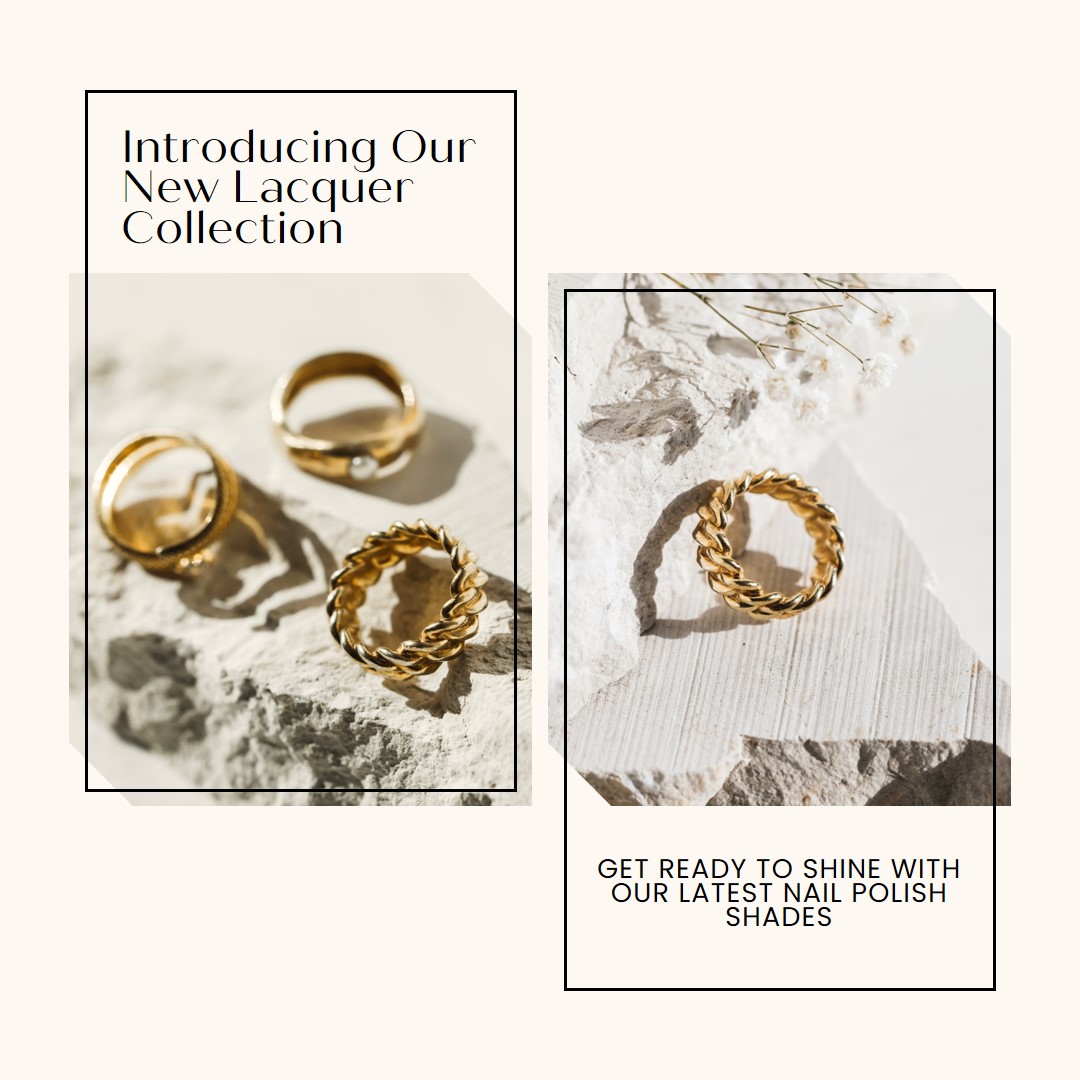 Introducing Our
New Lacquer
Collection
GET READY TO SHINE WITH
OUR LATEST NAIL POLISH
SHADES